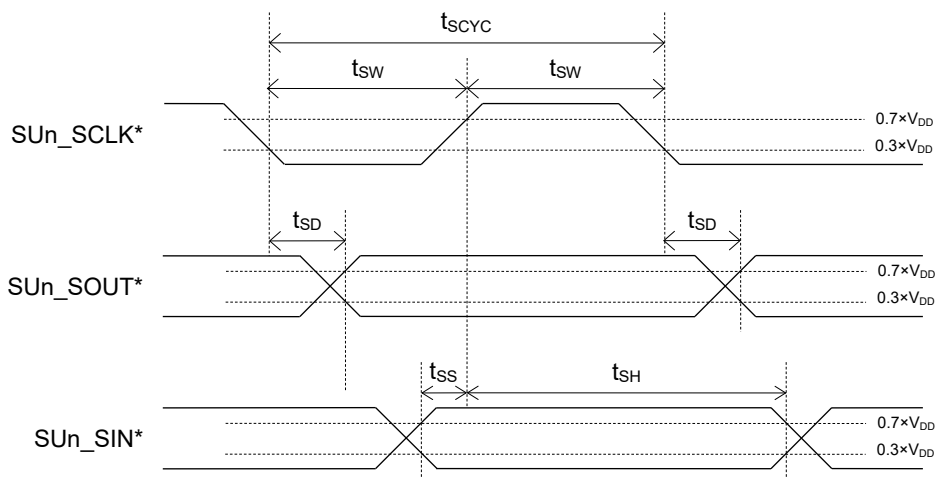 tSCYC
tSW tSW
SUn_SCLK*
0.7×VDD
0.3×VDD
tSD tSD
SUn_SOUT*
0.7×VDD
0.3×VDD
tSS tSH
SUn_SIN*
0.7×VDD
0.3×VDD